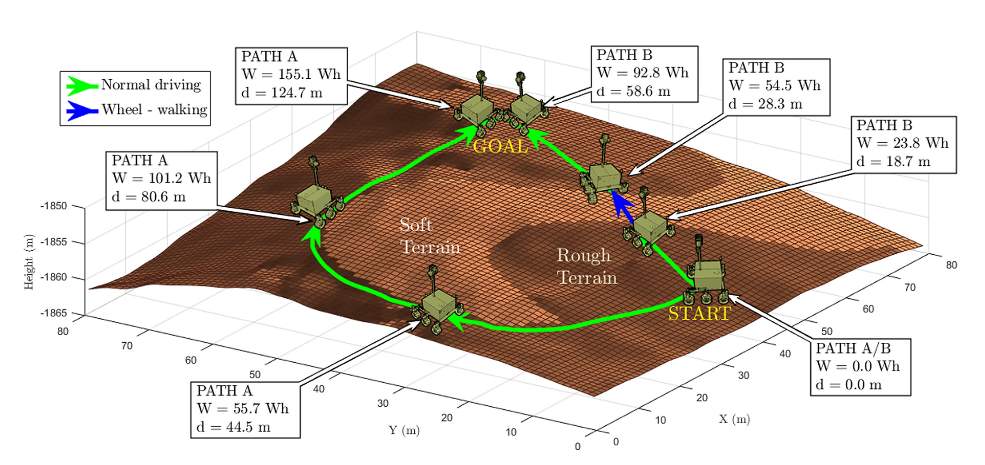 PATH A
W = 155.1 Wh
d = 124.7 m
PATH B
W = 92.8 Wh
d = 58.6 m
PATH B
W = 54.5 Wh
d = 28.3 m
Normal driving
Wheel - walking
PATH B
W = 23.8 Wh
d = 18.7 m
GOAL
PATH A
W = 101.2 Wh
d = 80.6 m
Soft
Terrain
Rough
Terrain
START
PATH A/B
W = 0.0 Wh
d = 0.0 m
PATH A
W = 55.7 Wh
d = 44.5 m
Height (m)
-1850
-1855
-1860
-1865
80
70
60
50
40
30
20
10
0
Y (m)
0
10
20
30
40
50
60
70
80
X (m)